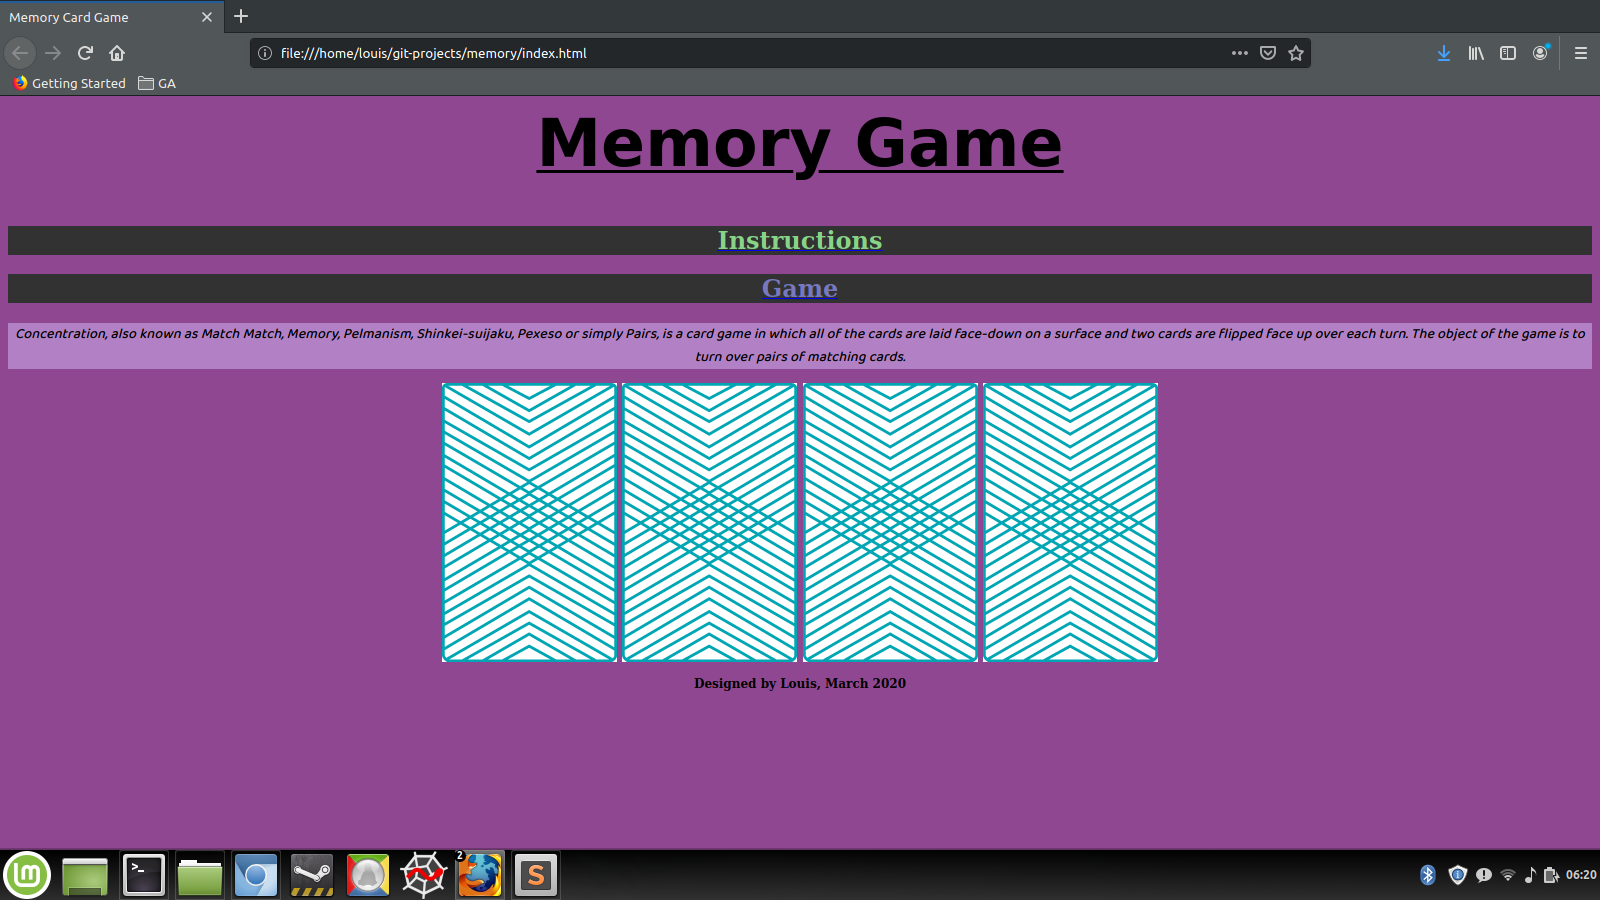 Memory Card Game
file:///home/louis/git-projects/memory/index.html
Getting Started
GA
Memory Game
Instructions
Game
Concentration, also known as Match Match, Memory, Pelmanism, Shinkei-suijaku, Pexeso or simply Pairs, is a card game in which all of the cards are laid face-down on a surface and two cards are flipped face up over each turn. The object of the game is to
turn over pairs of matching cards.
Designed by Louis, March 2020
>_
2
S
06:20